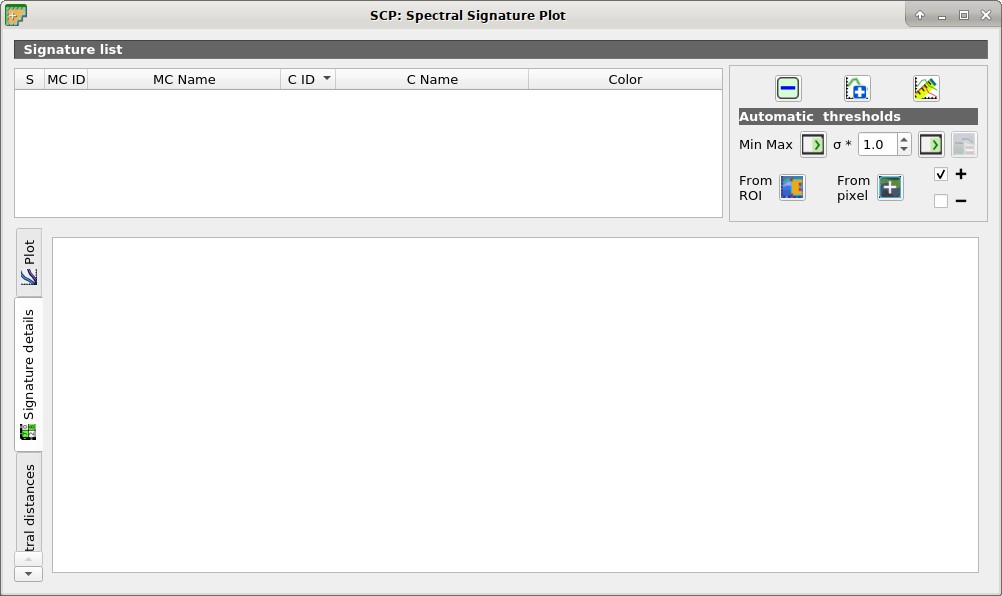 SCP: Spectral Signature Plot
Signature list
S MC ID MC Name C ID C Name Color
Automatic thresholds
Min Max σ * 1.0
From ROI
From pixel
+
−
Plot
Signature details
tral distances